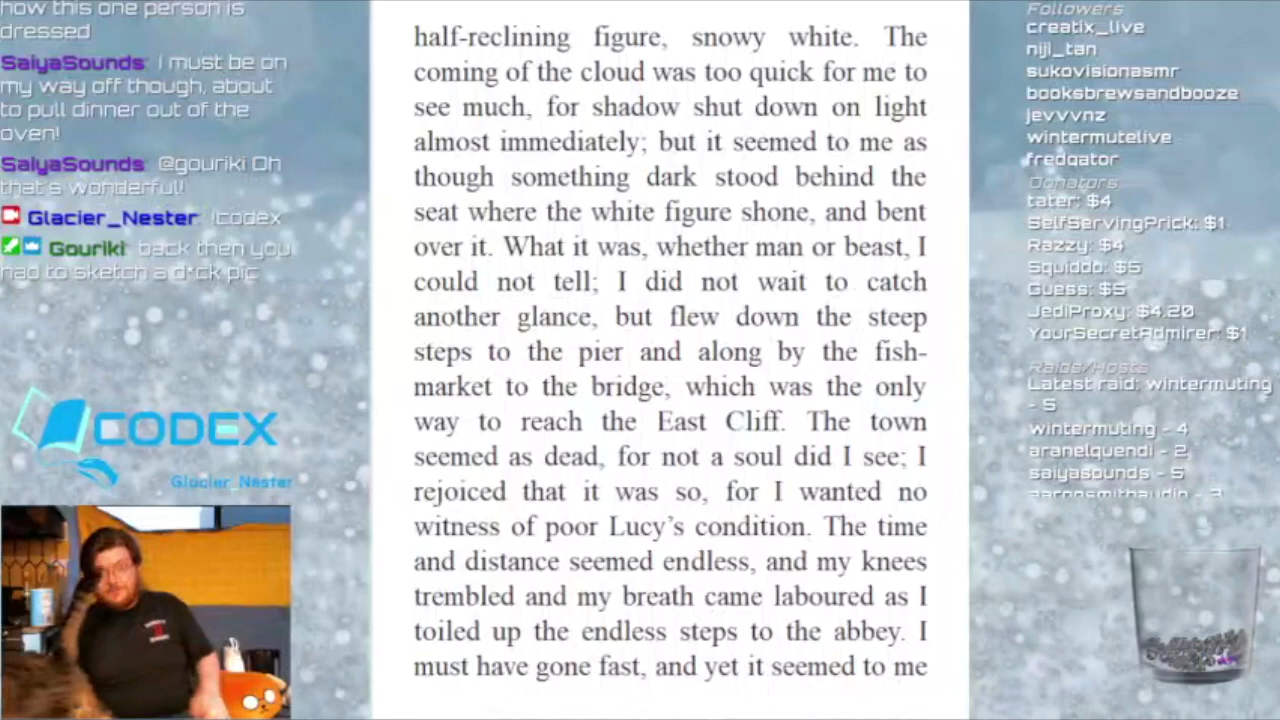 how this one person is
dressed
SaiyaSounds: I must be on
my way off though, about
to pull dinner out of the
oven!
SaiyaSounds: @gouriki Oh
that's wonderful!
Glacier_Nester: !codex
Gouriki: back then you
had to sketch a d*ck pic
CODEX
Glacier_Nester
half-reclining figure, snowy white. The
coming of the cloud was too quick for me to
see much, for shadow shut down on light
almost immediately; but it seemed to me as
though something dark stood behind the
seat where the white figure shone, and bent
over it. What it was, whether man or beast, I
could not tell; I did not wait to catch
another glance, but flew down the steep
steps to the pier and along by the fish-
market to the bridge, which was the only
way to reach the East Cliff. The town
seemed as dead, for not a soul did I see; I
rejoiced that it was so, for I wanted no
witness of poor Lucy's condition. The time
and distance seemed endless, and my knees
trembled and my breath came laboured as I
toiled up the endless steps to the abbey. I
must have gone fast, and yet it seemed to me
Followers
creatix_live
niji_tan
sukovisionasmr
booksbrewsandbooze
jevvvnz
wintermutelive
fredgator
Donators
tater: $4
SelfServingPrick: $1
Razzy: $4
Squiddo: $5
Guess: $5
JediProxy: $4.20
YourSecretAdmirer: $1
Raids/Hosts
Latest raid: wintermuting
- 5
wintermuting - 4
aranelquendi - 2
saiyasounds - 5